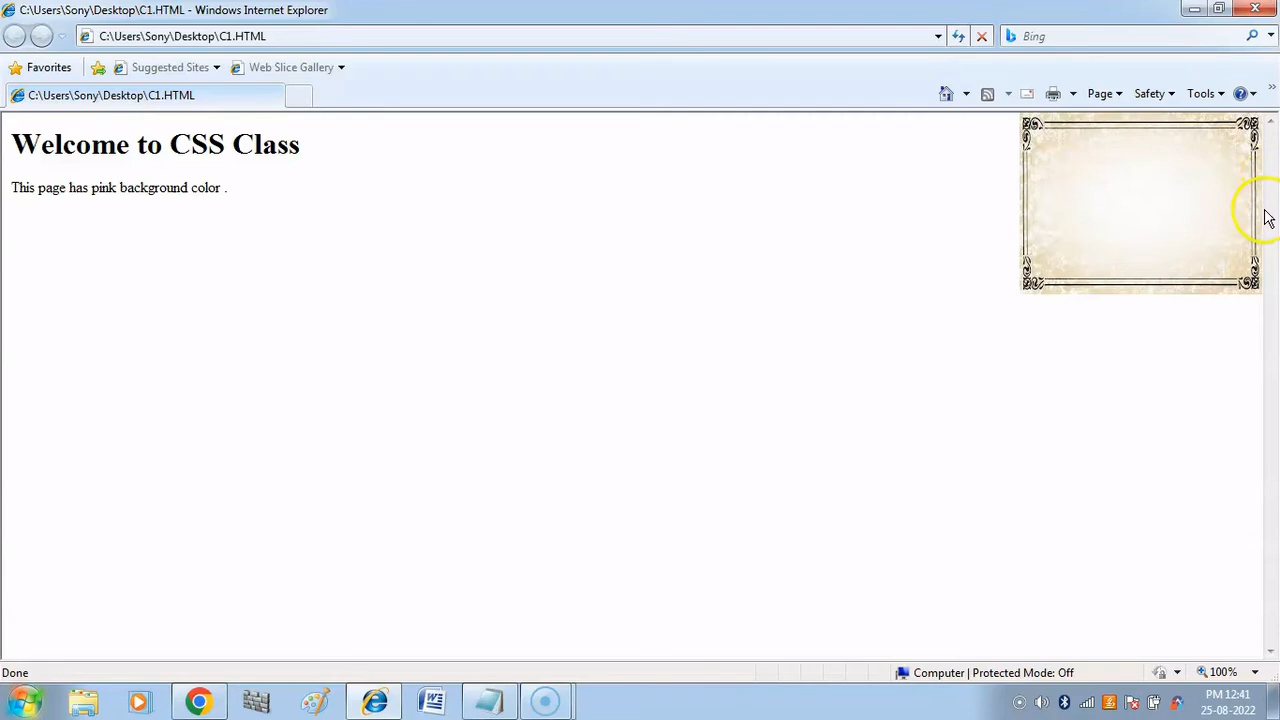 C:\Users\Sony\Desktop\C1.HTML - Windows Internet Explorer
C:\Users\Sony\Desktop\C1.HTML
Bing
Favorites
Suggested Sites
Web Slice Gallery
C:\Users\Sony\Desktop\C1.HTML
Page
Safety
Tools
Welcome to CSS Class
This page has pink background color .
Done
Computer | Protected Mode: Off
100%
PM 12:41
25-08-2022